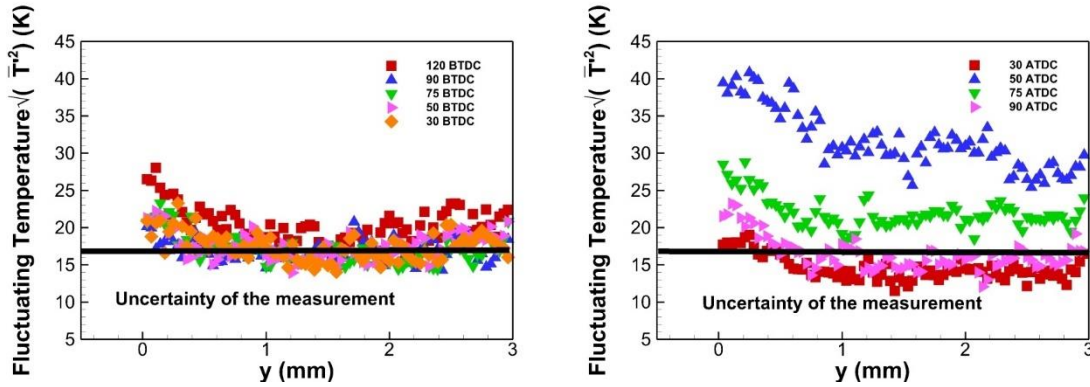 Fluctuating Temperature√( T̅'²) (K)
45
40
35
30
25
20
15
10
5
120 BTDC
90 BTDC
75 BTDC
50 BTDC
30 BTDC
Uncertainty of the measurement
0
1
2
3
y (mm)
Fluctuating Temperature√( T̅'²) (K)
45
40
35
30
25
20
15
10
5
30 ATDC
50 ATDC
75 ATDC
90 ATDC
Uncertainty of the measurement
0
1
2
3
y (mm)